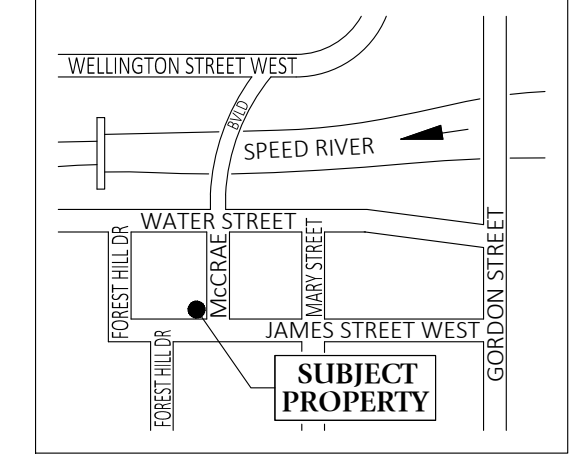 WELLINGTON STREET WEST
BVLD
SPEED RIVER
WATER STREET
FOREST HILL DR
McCRAE
MARY STREET
GORDON STREET
JAMES STREET WEST
FOREST HILL DR
SUBJECT
PROPERTY